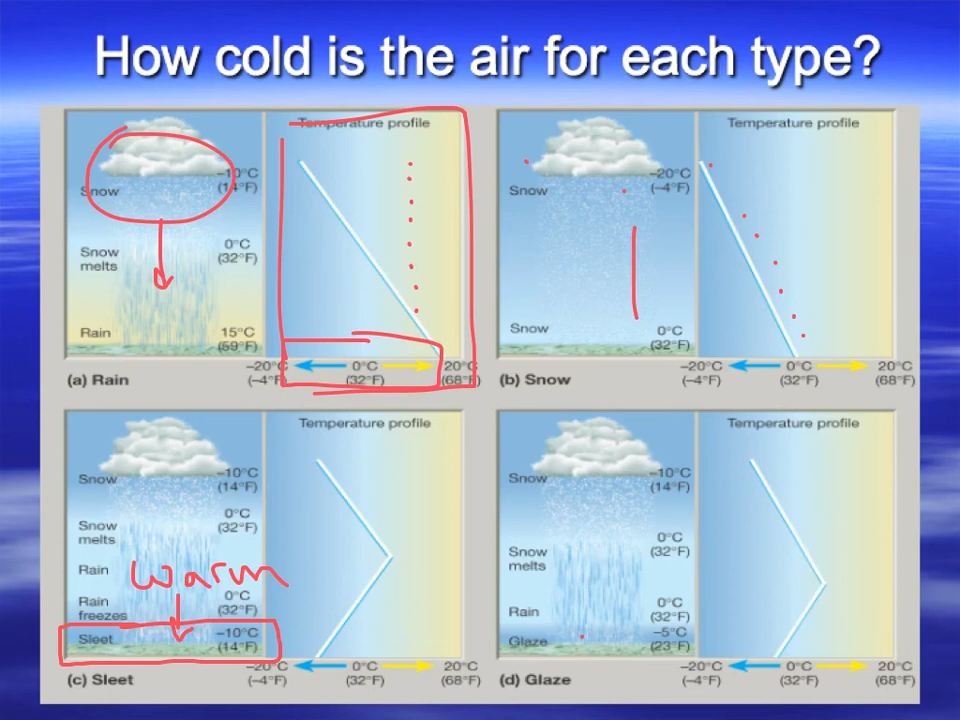 How cold is the air for each type?
Temperature profile
–10°C
(14°F)
Snow
0°C
(32°F)
Snow
melts
Rain
15°C
(59°F)
–20°C
(–4°F)
0°C
(32°F)
20°C
(68°F)
(a) Rain
Temperature profile
–20°C
(–4°F)
Snow
Snow
0°C
(32°F)
–20°C
(–4°F)
0°C
(32°F)
20°C
(68°F)
(b) Snow
Temperature profile
–10°C
(14°F)
Snow
0°C
(32°F)
Snow
melts
Rain
warm
Rain
freezes
0°C
(32°F)
Sleet
–10°C
(14°F)
–20°C
(–4°F)
0°C
(32°F)
20°C
(68°F)
(c) Sleet
Temperature profile
–10°C
(14°F)
Snow
0°C
(32°F)
Snow
melts
Rain
0°C
(32°F)
Glaze
–5°C
(23°F)
–20°C
(–4°F)
0°C
(32°F)
20°C
(68°F)
(d) Glaze